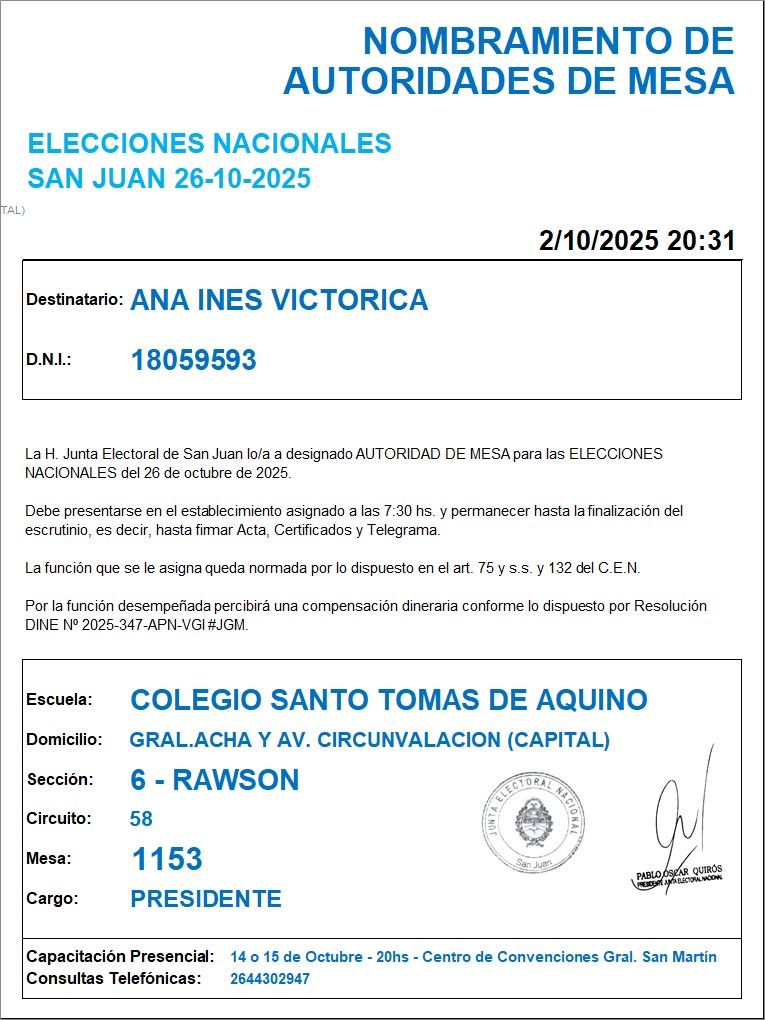 NOMBRAMIENTO DE
AUTORIDADES DE MESA
ELECCIONES NACIONALES
SAN JUAN 26-10-2025
TAL)
2/10/2025 20:31
Destinatario: ANA INES VICTORICA
D.N.I.: 18059593
La H. Junta Electoral de San Juan lo/a a designado AUTORIDAD DE MESA para las ELECCIONES
NACIONALES del 26 de octubre de 2025.
Debe presentarse en el establecimiento asignado a las 7:30 hs. y permanecer hasta la finalización del
escrutinio, es decir, hasta firmar Acta, Certificados y Telegrama.
La función que se le asigna queda normada por lo dispuesto en el art. 75 y s.s. y 132 del C.E.N.
Por la función desempeñada percibirá una compensación dineraria conforme lo dispuesto por Resolución
DINE Nº 2025-347-APN-VGI#JGM.
Escuela: COLEGIO SANTO TOMAS DE AQUINO
Domicilio: GRAL.ACHA Y AV. CIRCUNVALACION (CAPITAL)
Sección: 6 - RAWSON
Circuito: 58
Mesa: 1153
Cargo: PRESIDENTE
JUNTA ELECTORAL NACIONAL
San Juan
PABLO OSCAR QUIRÓS
PRESIDENTE JUNTA ELECTORAL NACIONAL
Capacitación Presencial: 14 o 15 de Octubre - 20hs - Centro de Convenciones Gral. San Martín
Consultas Telefónicas: 2644302947